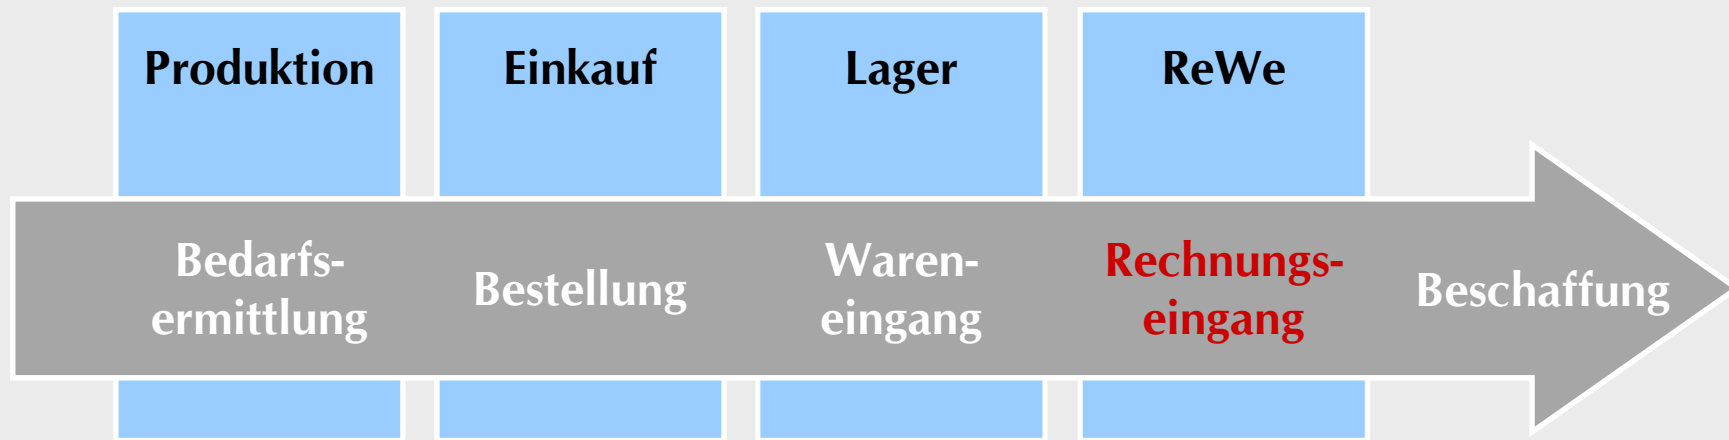 Produktion
Einkauf
Lager
ReWe
Bedarfs-
ermittlung
Bestellung
Waren-
eingang
Rechnungs-
eingang
Beschaffung